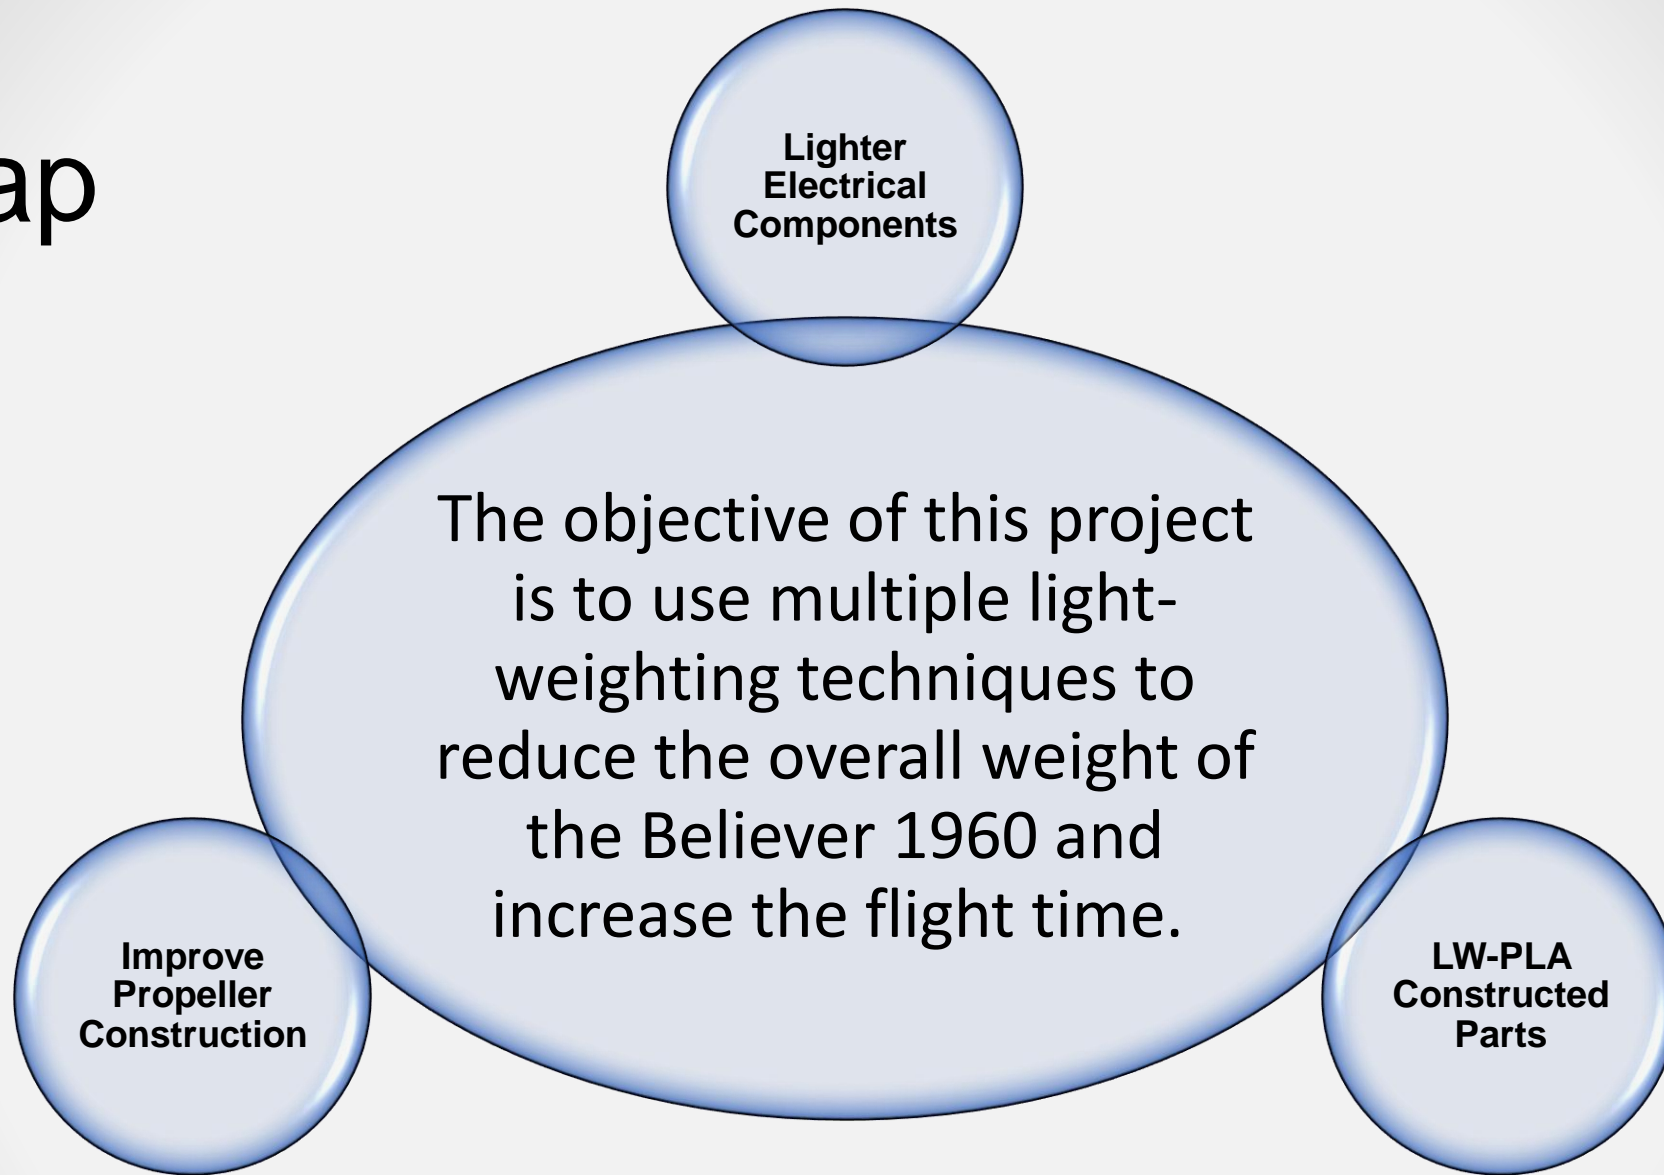 ap
Lighter
Electrical
Components
The objective of this project
is to use multiple light-
weighting techniques to
reduce the overall weight of
the Believer 1960 and
increase the flight time.
Improve
Propeller
Construction
LW-PLA
Constructed
Parts